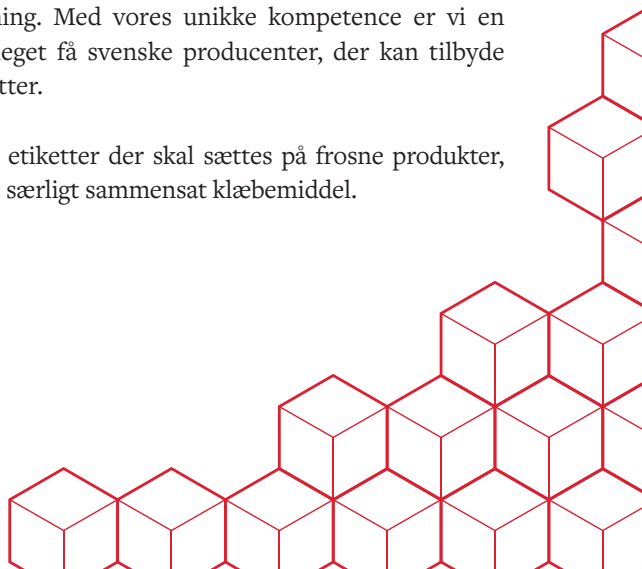 ning. Med vores unikke kompetence er vi en
eget få svenske producenter, der kan tilbyde
tter.
etiketter der skal sættes på frosne produkter,
særligt sammensat klæbemiddel.